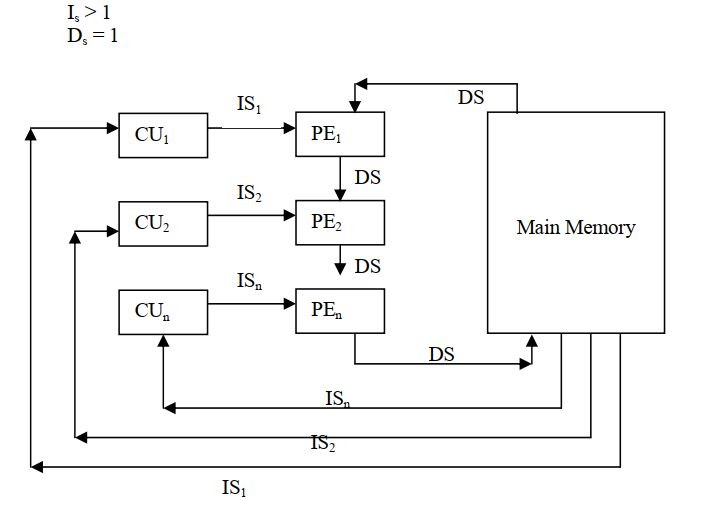 Iₛ > 1
Dₛ = 1
DS
IS₁
CU₁
PE₁
DS
IS₂
CU₂
PE₂
Main Memory
DS
ISₙ
CUₙ
PEₙ
DS
ISₙ
IS₂
IS₁